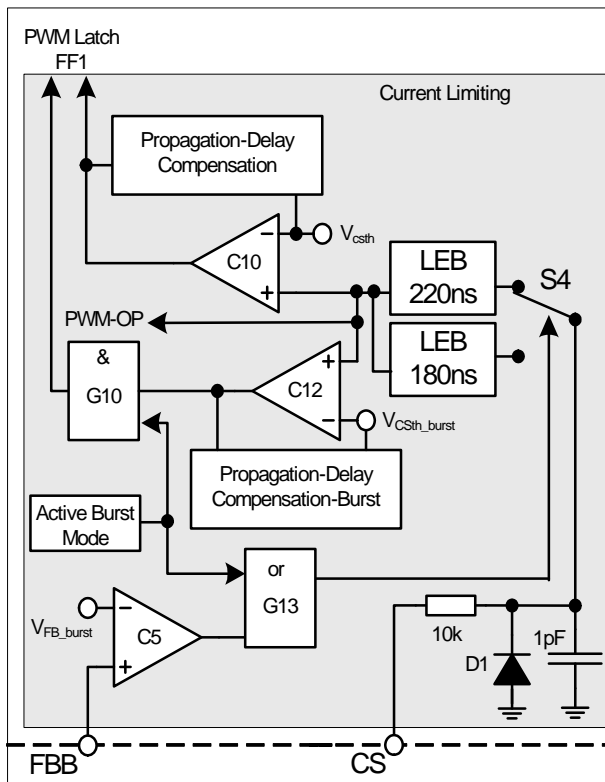 PWM Latch
FF1
Current Limiting
Propagation-Delay
Compensation
−
Vcsth
C10
+
LEB
220ns
S4
PWM-OP
LEB
180ns
&
G10
+
C12
−
VCSth_burst
Propagation-Delay
Compensation-Burst
Active Burst
Mode
or
G13
−
VFB_burst
C5
+
10k
1pF
D1
FBB
CS